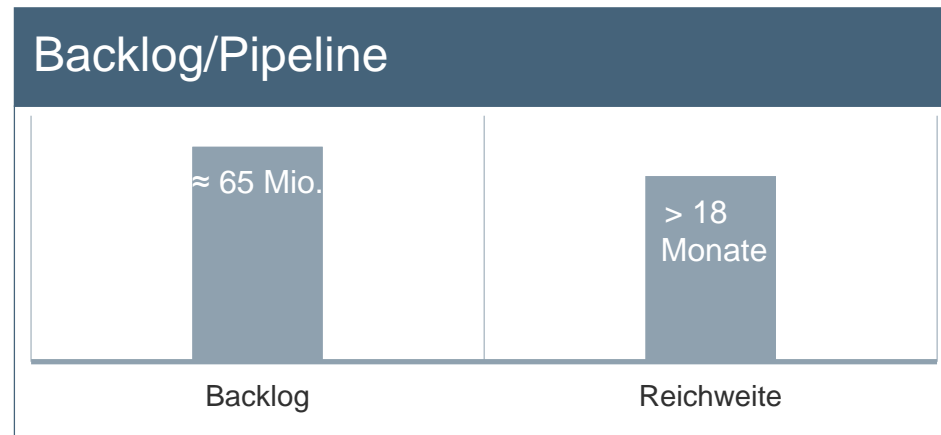 Backlog/Pipeline
≈ 65 Mio.
> 18
Monate
Backlog
Reichweite